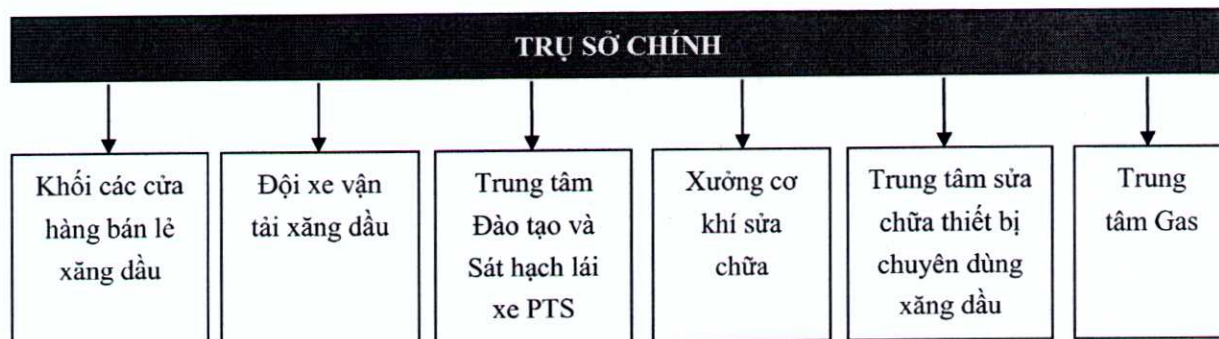 TRỤ SỞ CHÍNH
Khối các cửa
hàng bán lẻ
xăng dầu
Đội xe vận
tải xăng dầu
Trung tâm
Đào tạo và
Sát hạch lái
xe PTS
Xưởng cơ
khí sửa
chữa
Trung tâm sửa
chữa thiết bị
chuyên dùng
xăng dầu
Trung
tâm Gas